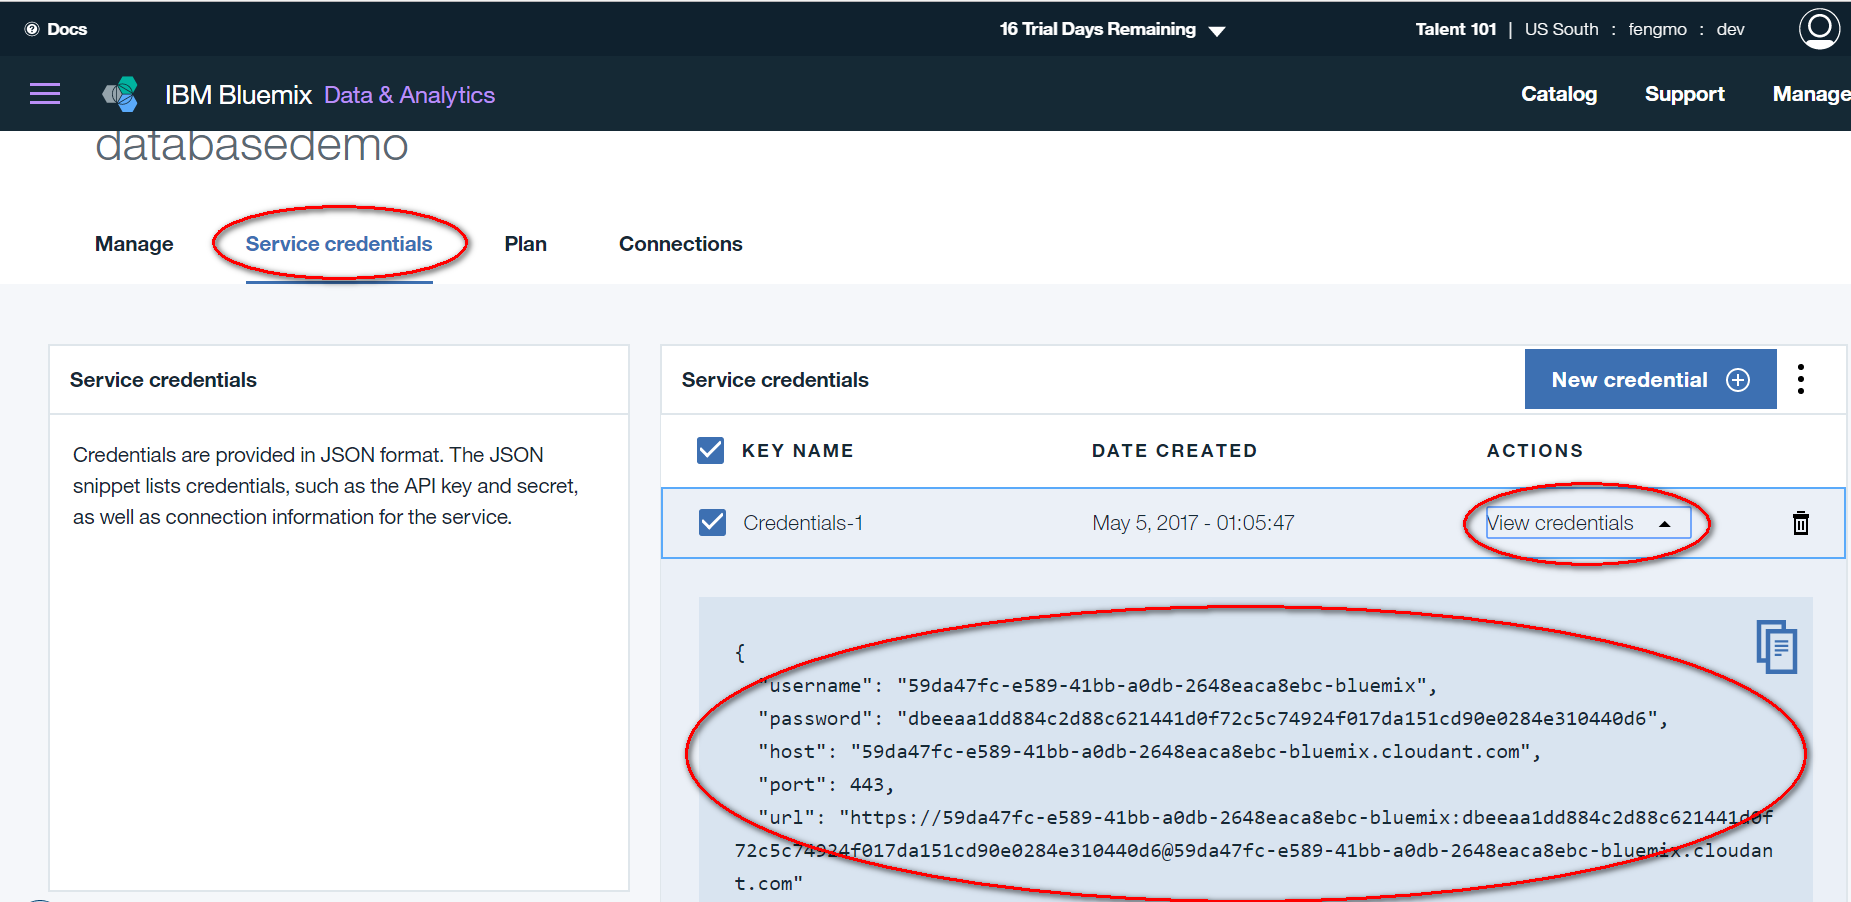 Docs
16 Trial Days Remaining
Talent 101 | US South : fengmo : dev
IBM Bluemix Data & Analytics
Catalog Support Manage
databasedemo
Manage Service credentials Plan Connections
Service credentials
Credentials are provided in JSON format. The JSON
snippet lists credentials, such as the API key and secret,
as well as connection information for the service.
Service credentials
New credential
KEY NAME DATE CREATED ACTIONS
Credentials-1 May 5, 2017 - 01:05:47 View credentials
{
"username": "59da47fc-e589-41bb-a0db-2648eaca8ebc-bluemix",
"password": "dbeeaa1dd884c2d88c621441d0f72c5c74924f017da151cd90e0284e310440d6",
"host": "59da47fc-e589-41bb-a0db-2648eaca8ebc-bluemix.cloudant.com",
"port": 443,
"url": "https://59da47fc-e589-41bb-a0db-2648eaca8ebc-bluemix:dbeeaa1dd884c2d88c621441d0f
72c5c74924f017da151cd90e0284e310440d6@59da47fc-e589-41bb-a0db-2648eaca8ebc-bluemix.cloudan
t.com"